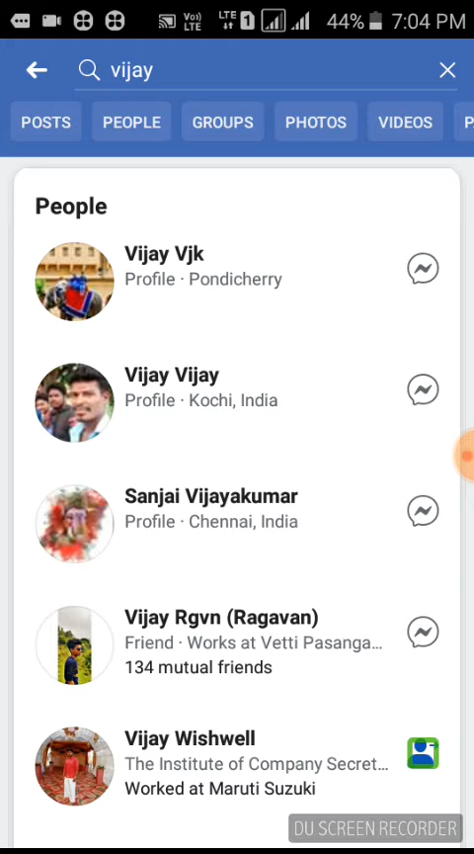 Vo)) LTE LTE 1 44% 7:04 PM
vijay
POSTS PEOPLE GROUPS PHOTOS VIDEOS P
People
Vijay Vjk
Profile · Pondicherry
Vijay Vijay
Profile · Kochi, India
Sanjai Vijayakumar
Profile · Chennai, India
Vijay Rgvn (Ragavan)
Friend · Works at Vetti Pasanga...
134 mutual friends
Vijay Wishwell
The Institute of Company Secret...
Worked at Maruti Suzuki
DU SCREEN RECORDER